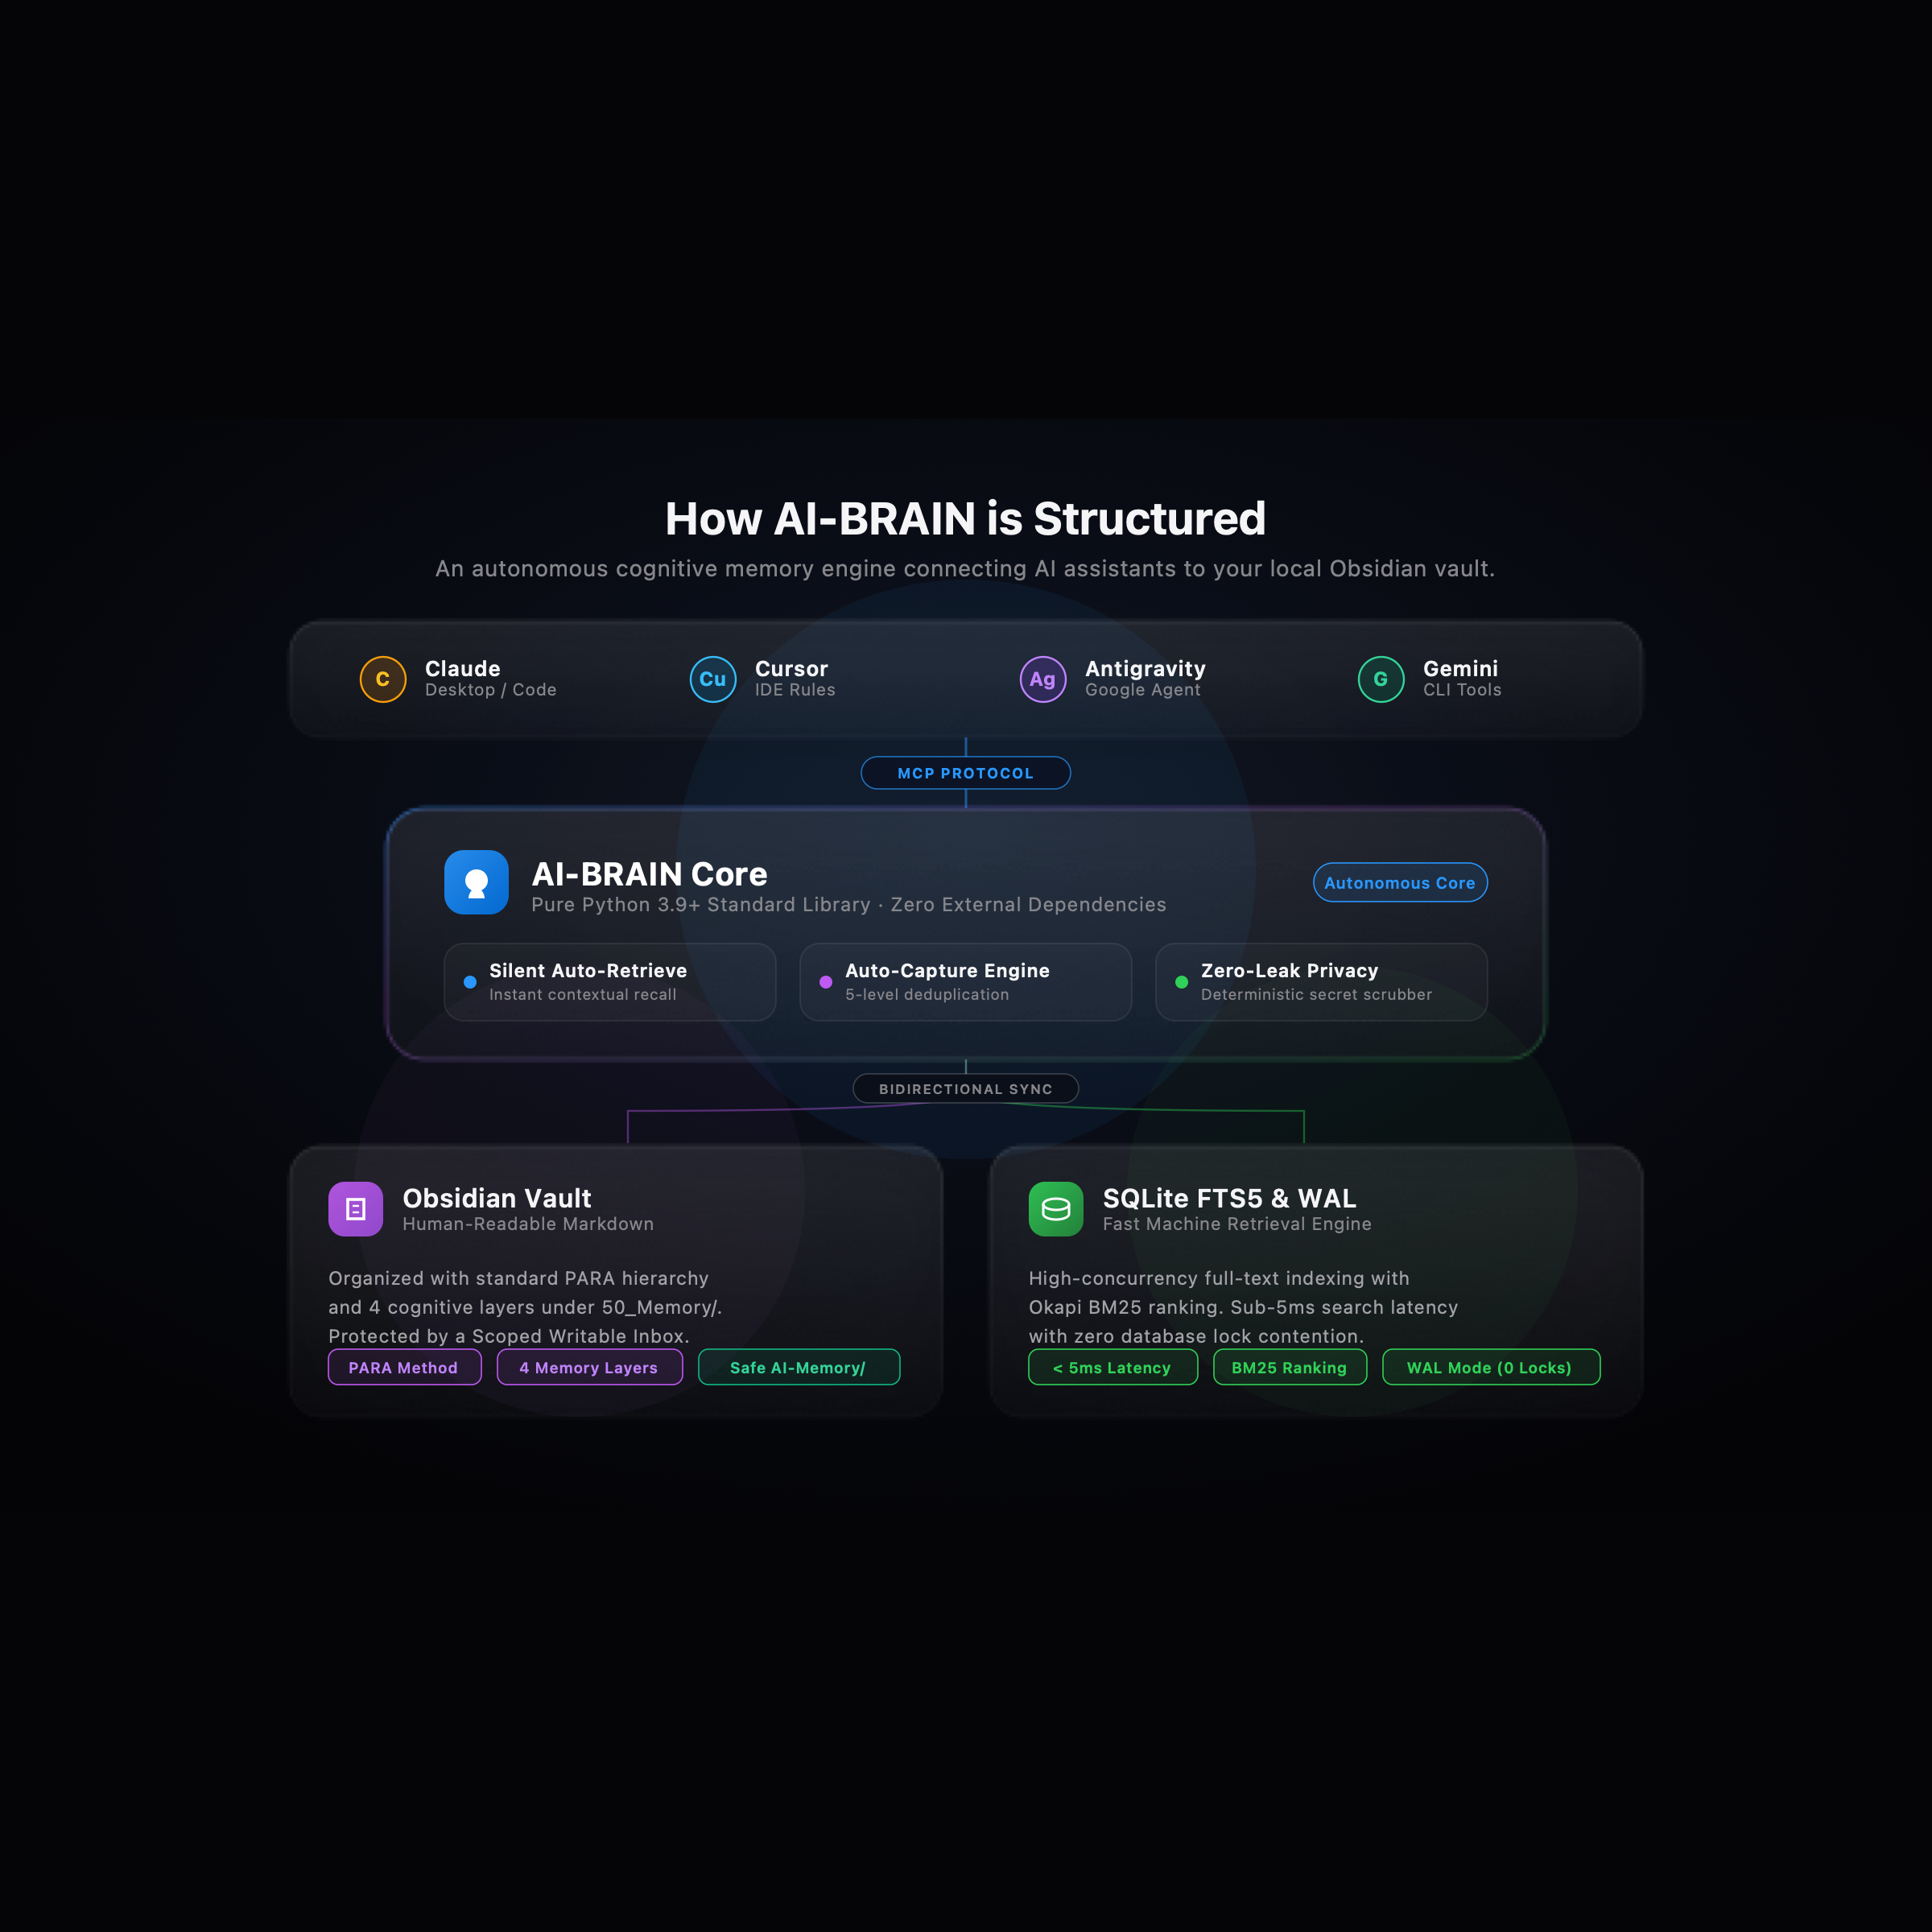 How AI-BRAIN is Structured
An autonomous cognitive memory engine connecting AI assistants to your local Obsidian vault.
C
Claude
Desktop / Code
Cu
Cursor
IDE Rules
Ag
Antigravity
Google Agent
G
Gemini
CLI Tools
MCP PROTOCOL
AI-BRAIN Core
Pure Python 3.9+ Standard Library · Zero External Dependencies
Autonomous Core
Silent Auto-Retrieve
Instant contextual recall
Auto-Capture Engine
5-level deduplication
Zero-Leak Privacy
Deterministic secret scrubber
BIDIRECTIONAL SYNC
Obsidian Vault
Human-Readable Markdown
Organized with standard PARA hierarchy
and 4 cognitive layers under 50_Memory/.
Protected by a Scoped Writable Inbox.
PARA Method
4 Memory Layers
Safe AI-Memory/
SQLite FTS5 & WAL
Fast Machine Retrieval Engine
High-concurrency full-text indexing with
Okapi BM25 ranking. Sub-5ms search latency
with zero database lock contention.
< 5ms Latency
BM25 Ranking
WAL Mode (0 Locks)